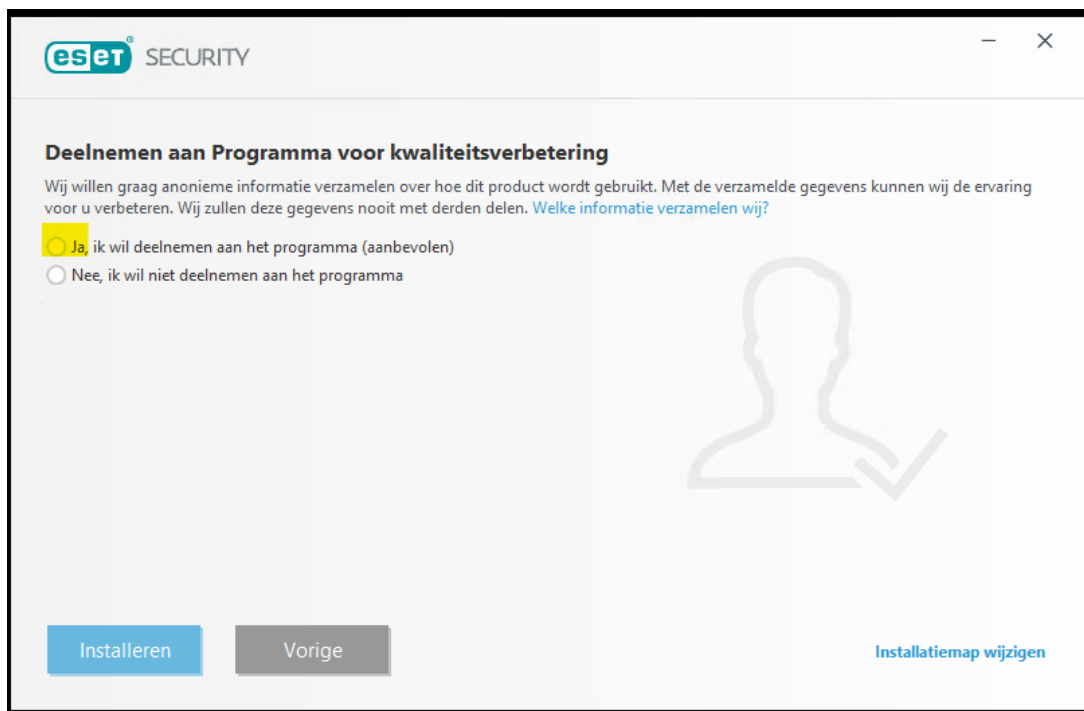 eset® SECURITY
Deelnemen aan Programma voor kwaliteitsverbetering
Wij willen graag anonieme informatie verzamelen over hoe dit product wordt gebruikt. Met de verzamelde gegevens kunnen wij de ervaring
voor u verbeteren. Wij zullen deze gegevens nooit met derden delen. Welke informatie verzamelen wij?
Ja, ik wil deelnemen aan het programma (aanbevolen)
Nee, ik wil niet deelnemen aan het programma
Installeren Vorige Installatiemap wijzigen